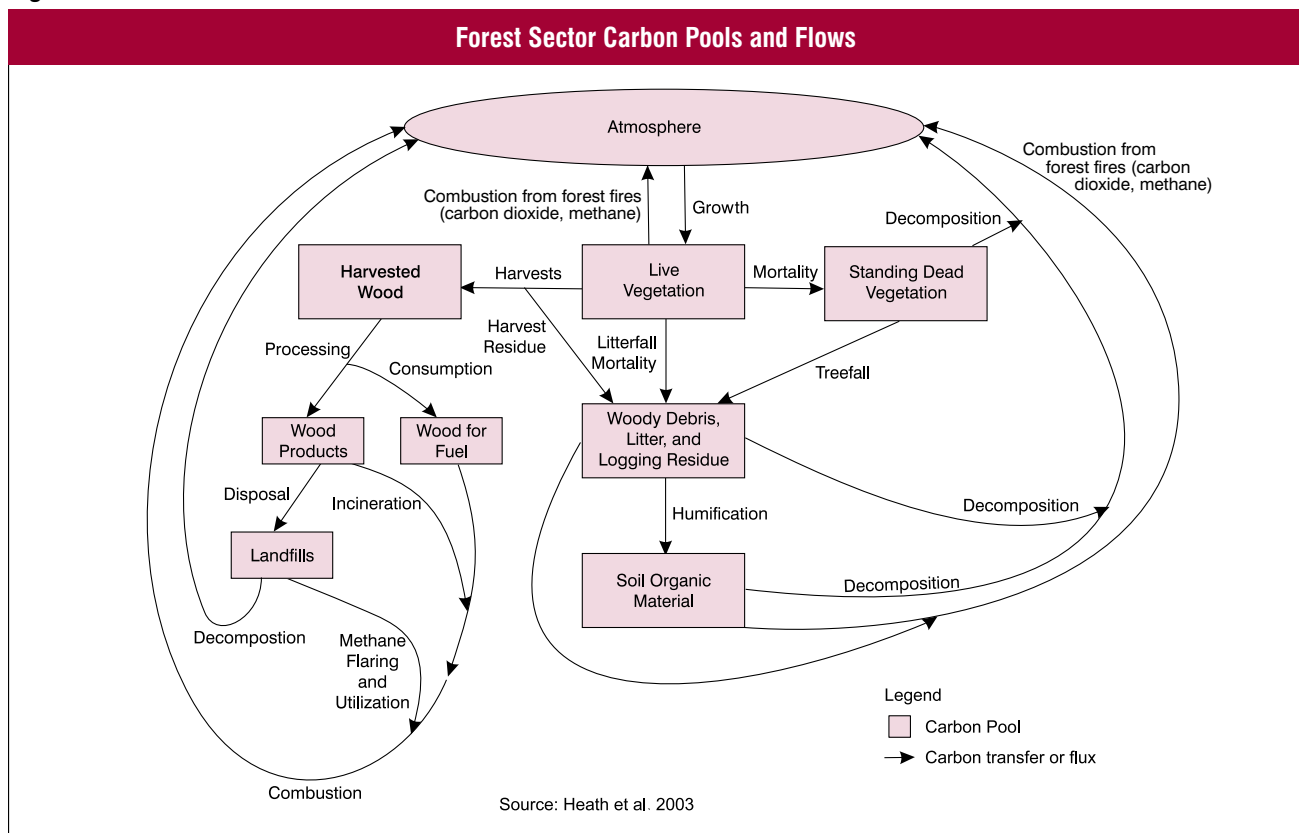 Forest Sector Carbon Pools and Flows
Atmosphere
Combustion from forest fires
(carbon dioxide, methane)
Growth
Combustion from
forest fires (carbon
dioxide, methane)
Decomposition
Harvested
Wood
Harvests
Live
Vegetation
Mortality
Standing Dead
Vegetation
Harvest
Residue
Litterfall
Mortality
Treefall
Processing
Consumption
Wood
Products
Wood for
Fuel
Woody Debris,
Litter, and
Logging Residue
Disposal
Incineration
Humification
Decomposition
Landfills
Soil Organic
Material
Decomposition
Decompostion
Methane
Flaring
and
Utilization
Combustion
Legend
Carbon Pool
Carbon transfer or flux
Source: Heath et al. 2003